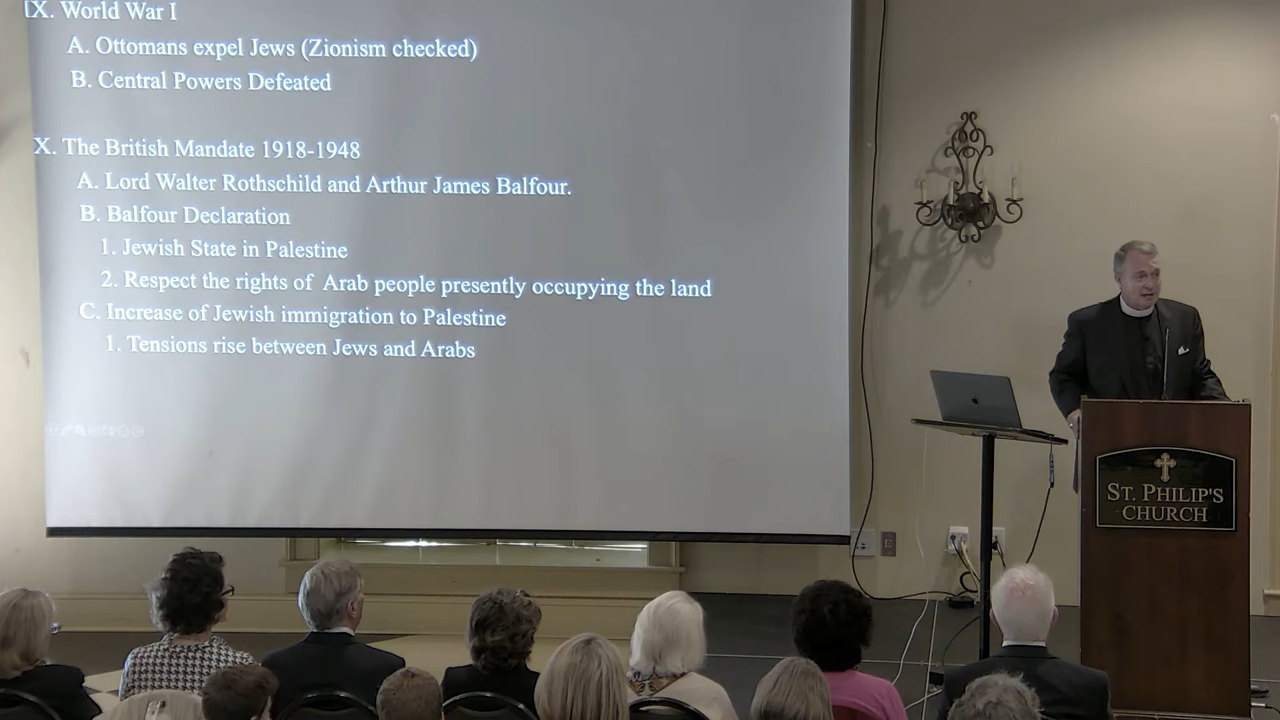 IX. World War I
A. Ottomans expel Jews (Zionism checked)
B. Central Powers Defeated
X. The British Mandate 1918-1948
A. Lord Walter Rothschild and Arthur James Balfour.
B. Balfour Declaration
1. Jewish State in Palestine
2. Respect the rights of Arab people presently occupying the land
C. Increase of Jewish immigration to Palestine
1. Tensions rise between Jews and Arabs
ST. PHILIP'S
CHURCH